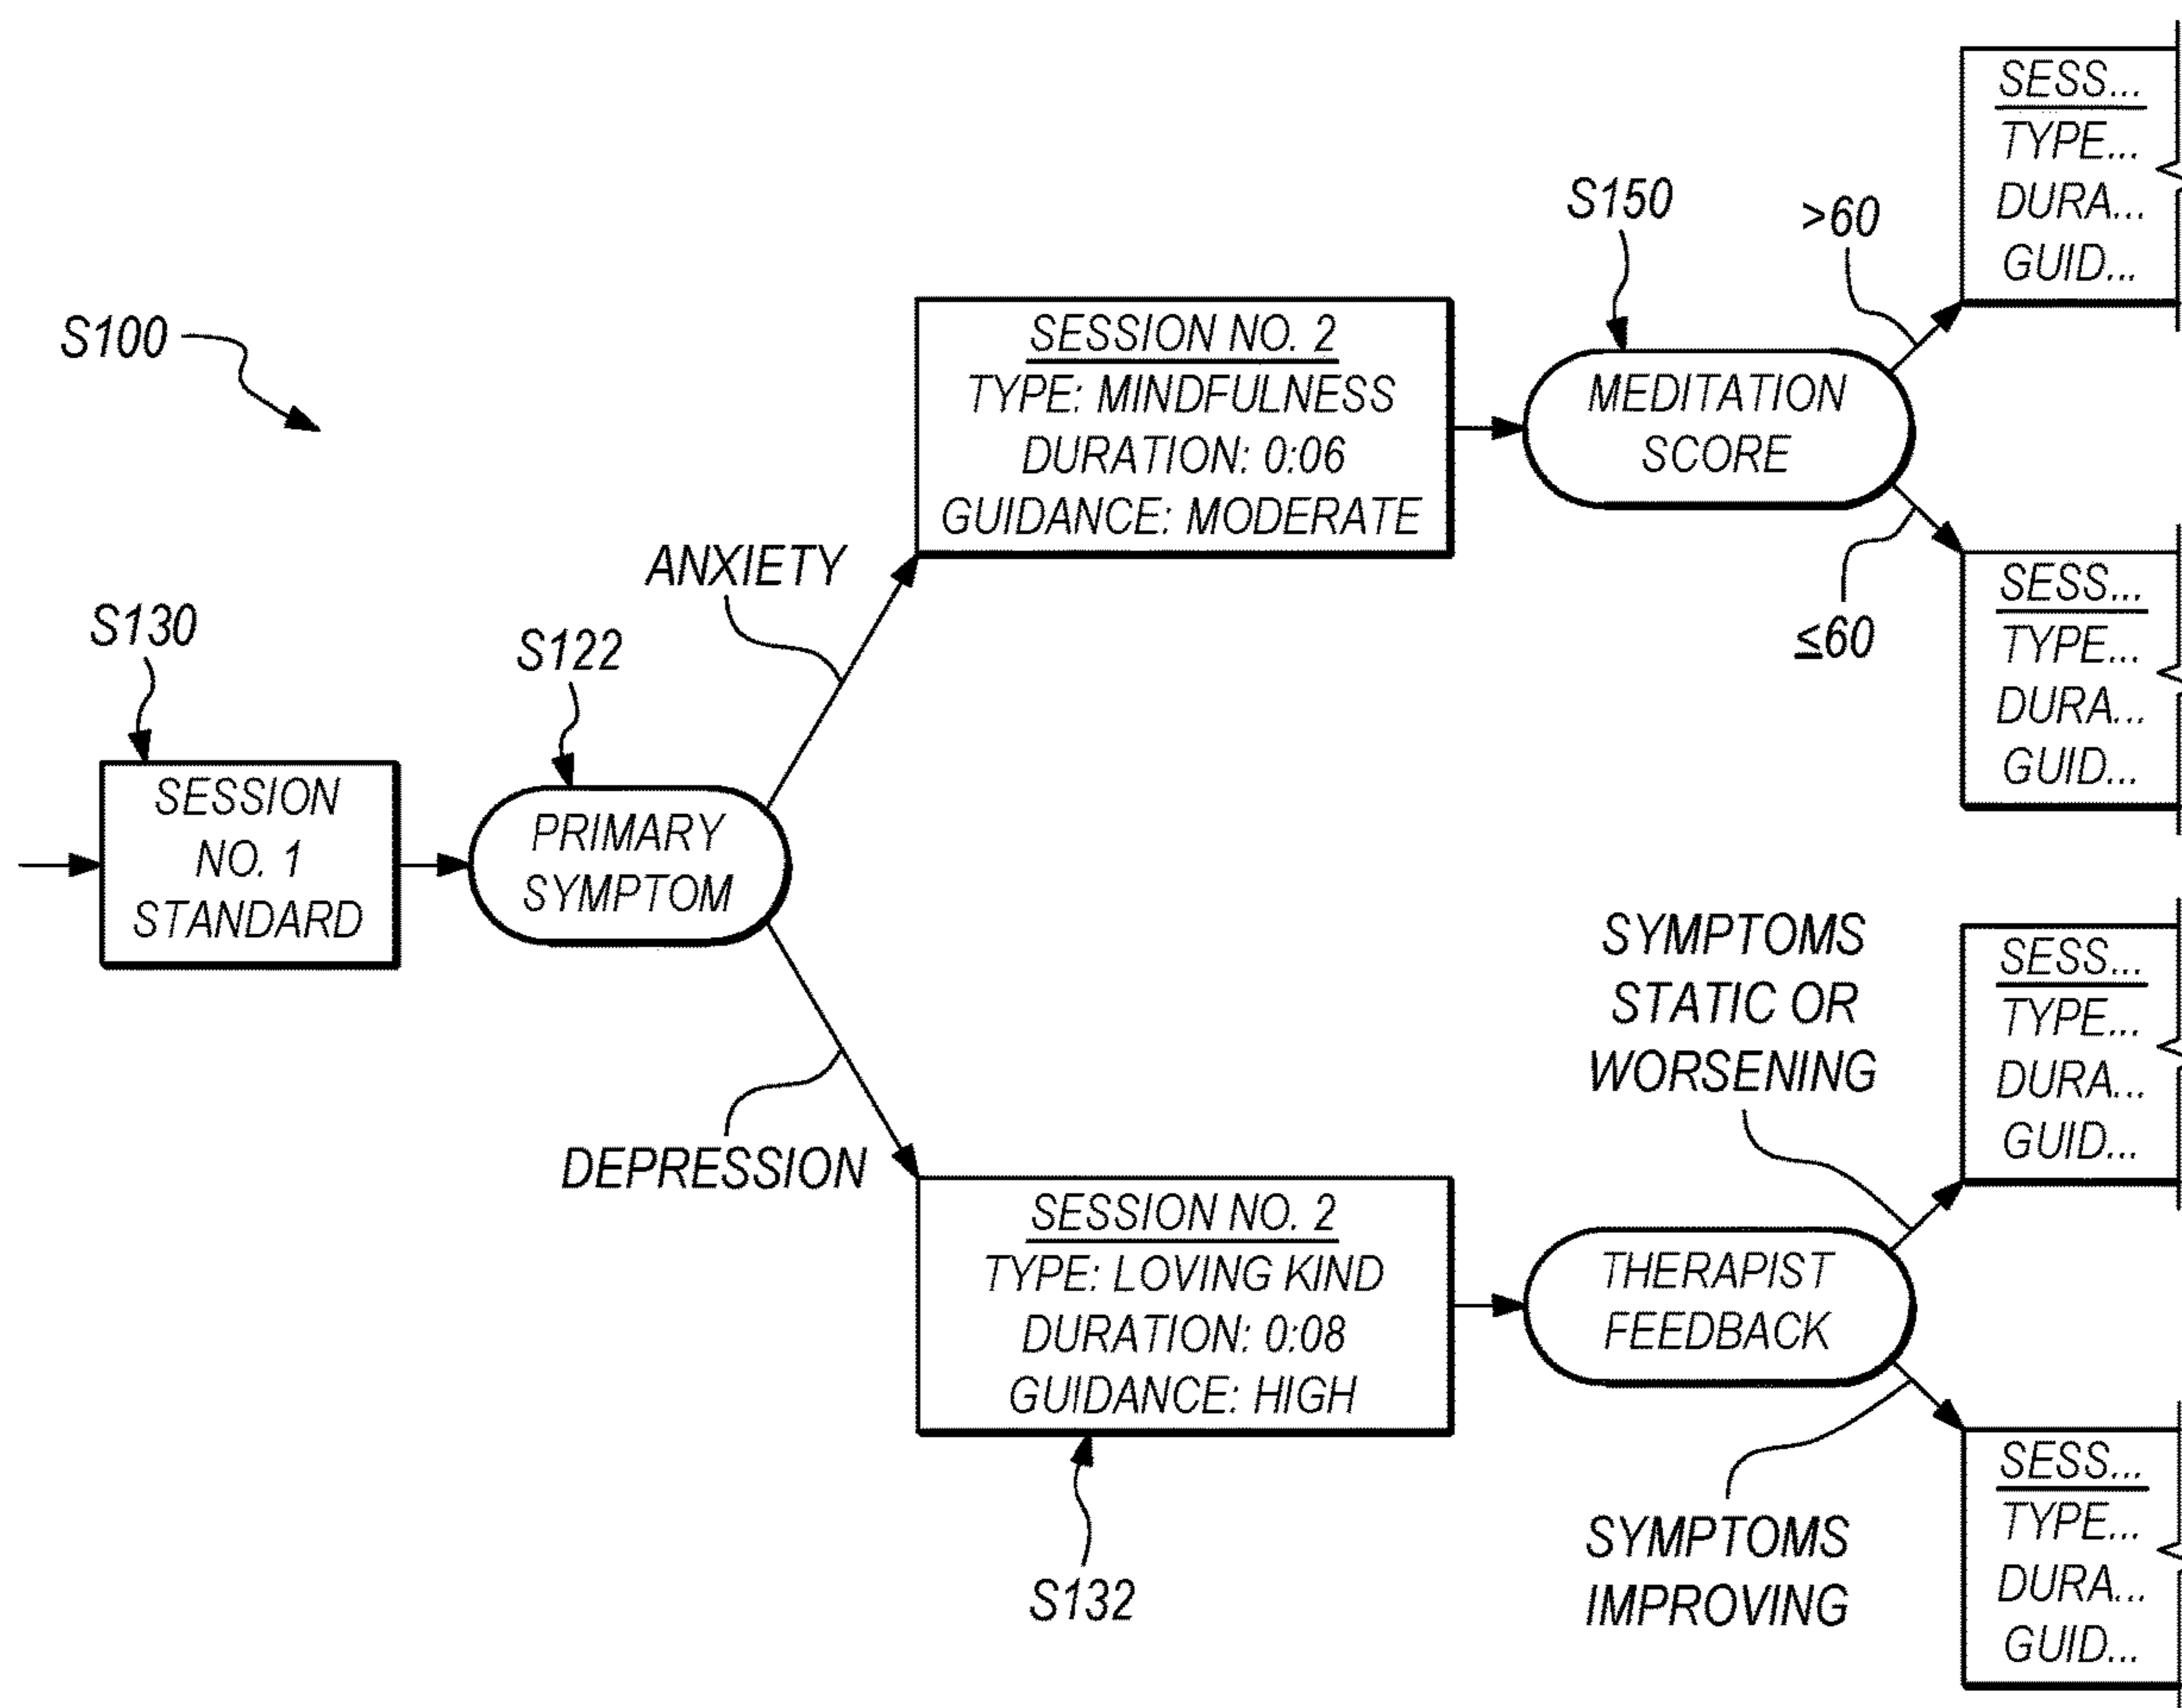 S100
S130
SESSION
NO. 1
STANDARD
S122
PRIMARY
SYMPTOM
ANXIETY
SESSION NO. 2
TYPE: MINDFULNESS
DURATION: 0:06
GUIDANCE: MODERATE
S150
MEDITATION
SCORE
>60
SESS...
TYPE...
DURA...
GUID...
≤60
SESS...
TYPE...
DURA...
GUID...
DEPRESSION
SESSION NO. 2
TYPE: LOVING KIND
DURATION: 0:08
GUIDANCE: HIGH
S132
THERAPIST
FEEDBACK
SYMPTOMS
STATIC OR
WORSENING
SESS...
TYPE...
DURA...
GUID...
SYMPTOMS
IMPROVING
SESS...
TYPE...
DURA...
GUID...